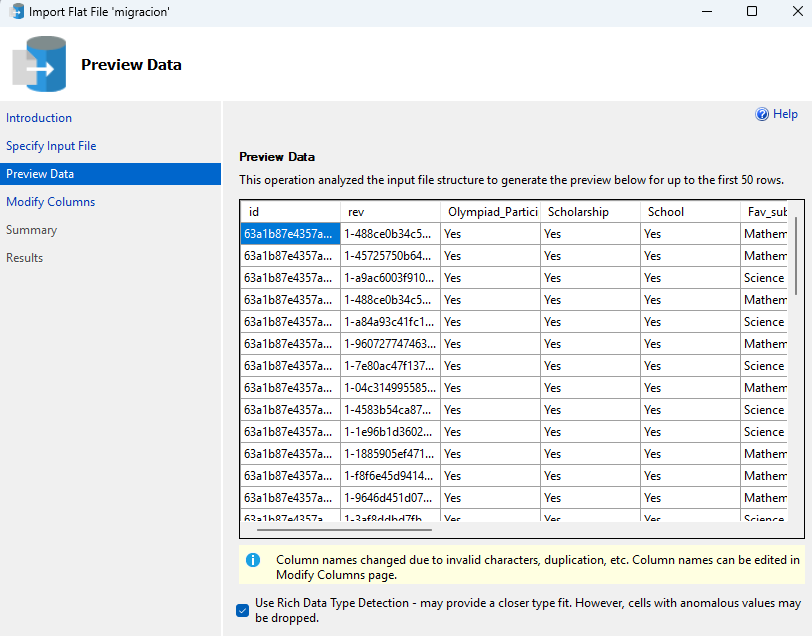 Import Flat File 'migracion'
Preview Data
Introduction
Specify Input File
Preview Data
Modify Columns
Summary
Results
Help
Preview Data
This operation analyzed the input file structure to generate the preview below for up to the first 50 rows.
id rev Olympiad_Partici Scholarship School Fav_sub
63a1b87e4357a... 1-488ce0b34c5... Yes Yes Yes Mathem
63a1b87e4357a... 1-45725750b64... Yes Yes Yes Mathem
63a1b87e4357a... 1-a9ac6003f910... Yes Yes Yes Science
63a1b87e4357a... 1-488ce0b34c5... Yes Yes Yes Mathem
63a1b87e4357a... 1-a84a93c41fc1... Yes Yes Yes Science
63a1b87e4357a... 1-960727747463... Yes Yes Yes Mathem
63a1b87e4357a... 1-7e80ac47f137... Yes Yes Yes Science
63a1b87e4357a... 1-04c314995585... Yes Yes Yes Mathem
63a1b87e4357a... 1-4583b54ca87... Yes Yes Yes Science
63a1b87e4357a... 1-1e96b1d3602... Yes Yes Yes Science
63a1b87e4357a... 1-1885905ef471... Yes Yes Yes Mathem
63a1b87e4357a... 1-f8f6e45d9414... Yes Yes Yes Mathem
63a1b87e4357a... 1-9646d451d07... Yes Yes Yes Mathem
63a1b87e4357a... 1-3af8ddbd7fb... Yes Yes Yes Science
Column names changed due to invalid characters, duplication, etc. Column names can be edited in
Modify Columns page.
Use Rich Data Type Detection - may provide a closer type fit. However, cells with anomalous values may
be dropped.